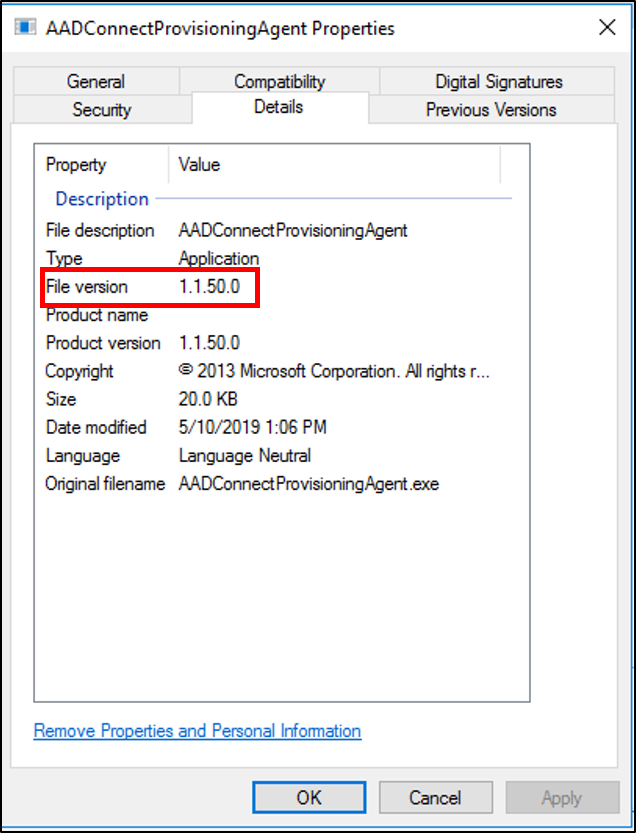 AADConnectProvisioningAgent Properties
General Compatibility Digital Signatures
Security Details Previous Versions
Property Value
Description
File description AADConnectProvisioningAgent
Type Application
File version 1.1.50.0
Product name
Product version 1.1.50.0
Copyright © 2013 Microsoft Corporation. All rights r...
Size 20.0 KB
Date modified 5/10/2019 1:06 PM
Language Language Neutral
Original filename AADConnectProvisioningAgent.exe
Remove Properties and Personal Information
OK Cancel Apply